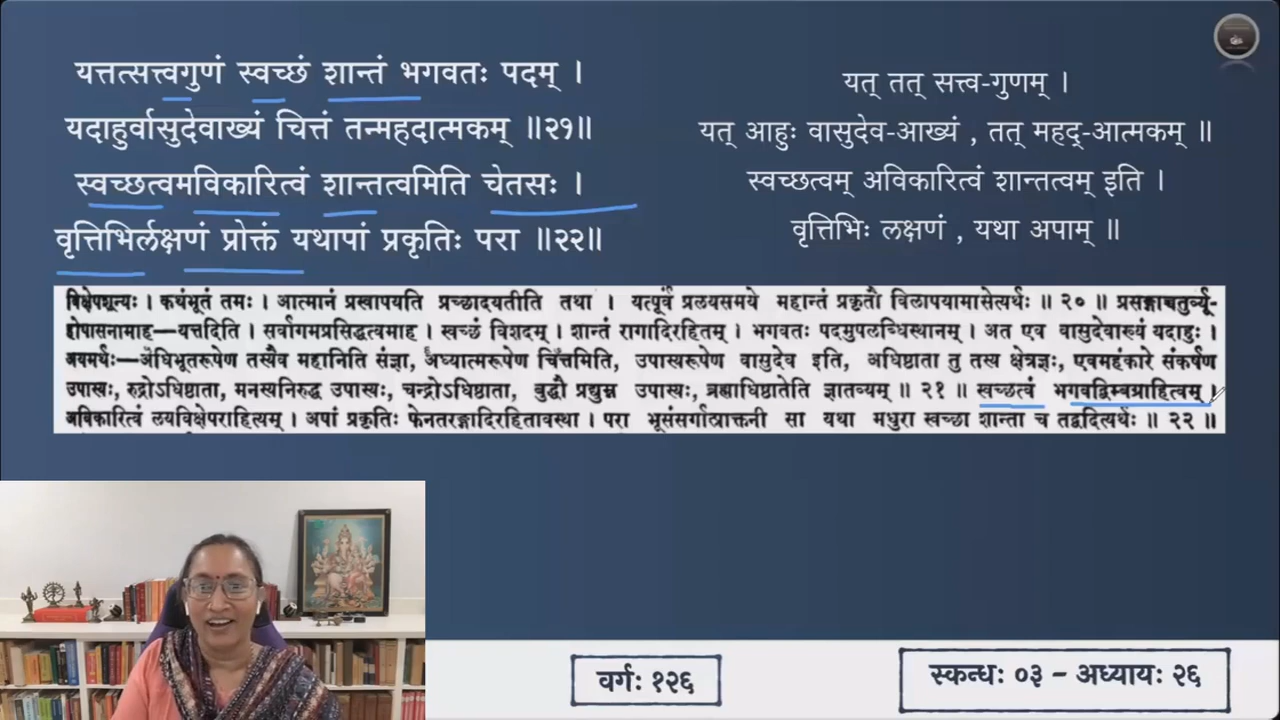 यत्तत्सत्त्वगुणं स्वच्छं शान्तं भगवतः पदम् ।
यदाहुर्वासुदेवाख्यं चित्तं तन्महदात्मकम् ॥२१॥
स्वच्छत्वमविकारित्वं शान्तत्वमिति चेतसः ।
वृत्तिभिर्लक्षणं प्रोक्तं यथापां प्रकृतिः परा ॥२२॥
यत् तत् सत्त्व-गुणम् ।
यत् आहुः वासुदेव-आख्यं , तत् महद्-आत्मकम् ॥
स्वच्छत्वम् अविकारित्वं शान्तत्वम् इति ।
वृत्तिभिः लक्षणं , यथा अपाम् ॥
विक्षेपशून्यः । कथंभूतं तमः । आत्मानं प्रस्वापयति प्रच्छादयतीति तथा । यत्पूर्वं प्रलयसमये महान्तं प्रकृतौ विलापयामासेत्यर्थः ॥ २० ॥ प्रसङ्गाच्चतुर्व्यू-
होपासनामाह—यत्तदिति । सर्वागमप्रसिद्धत्वमाह । स्वच्छं विशदम् । शान्तं रागादिरहितम् । भगवतः पदमुपलब्धिस्थानम् । अत एव वासुदेवाख्यं यदाहुः ।
अयमर्थः—अधिभूतरूपेण तस्यैव महानिति संज्ञा, अध्यात्मरूपेण चित्तमिति, उपास्यरूपेण वासुदेव इति, अधिष्ठाता तु तस्य क्षेत्रज्ञः, एवमहंकारे संकर्षण
उपास्यः, रुद्रोऽधिष्ठाता, मनस्यनिरुद्ध उपास्यः, चन्द्रोऽधिष्ठाता, बुद्धौ प्रद्युम्न उपास्यः, ब्रह्माधिष्ठातेति ज्ञातव्यम् ॥ २१ ॥ स्वच्छत्वं भगवद्बिम्बग्राहित्वम् ।
अविकारित्वं लयविक्षेपराहित्यम् । अपां प्रकृतिः फेनतरङ्गादिरहितावस्था । परा भूसंसर्गात्प्राक्तनी सा यथा मधुरा स्वच्छा शान्ता च तद्वदित्यर्थः ॥ २२ ॥
वर्गः १२६
स्कन्धः ०३ – अध्यायः २६